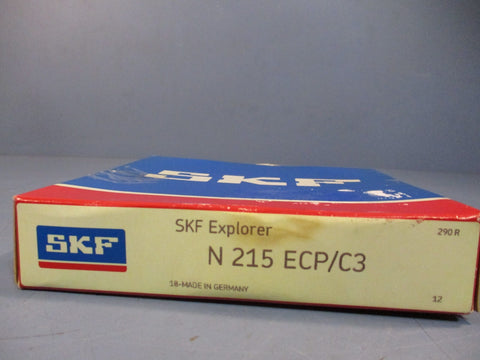 SKF
SKF Explorer
290 R
SKF
N 215 ECP/C3
18-MADE IN GERMANY
12